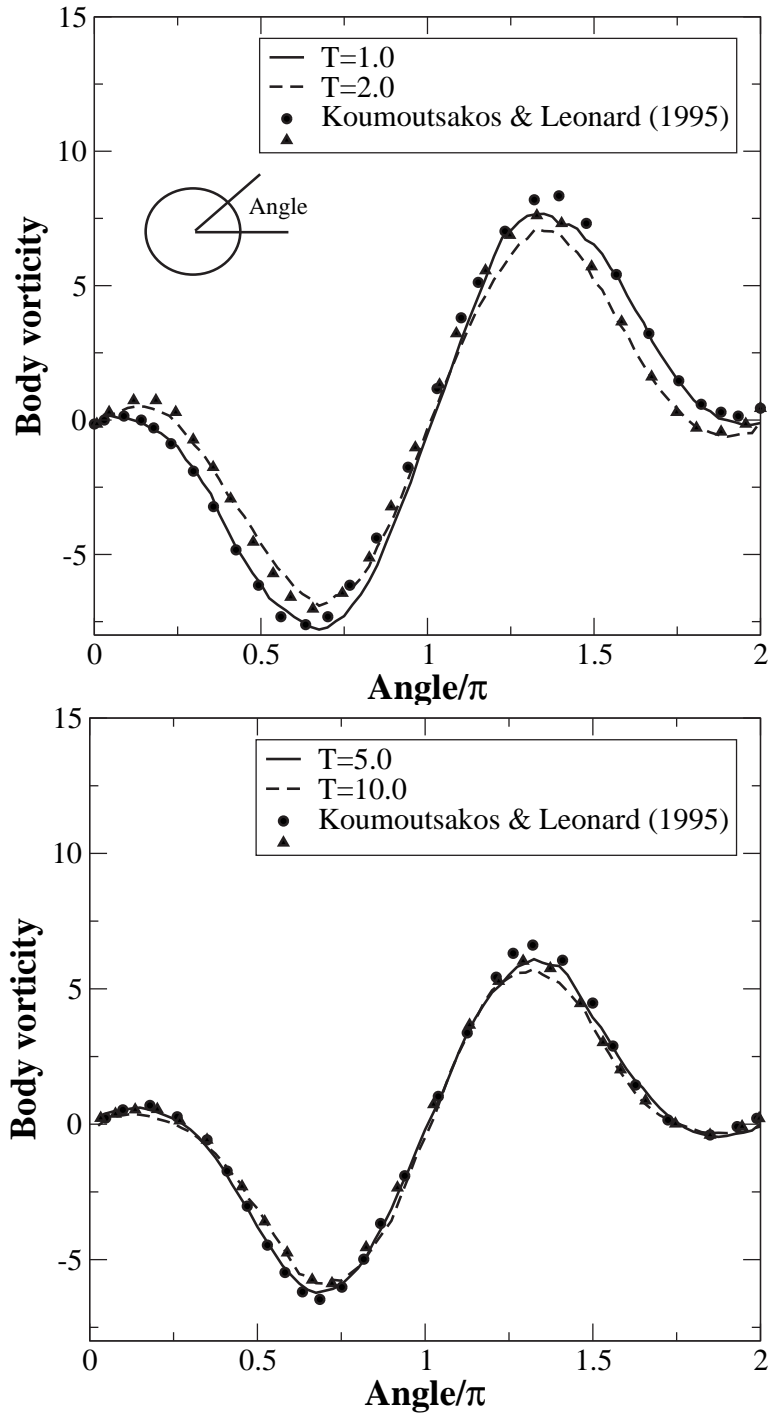 15
T=1.0
T=2.0
Koumoutsakos & Leonard (1995)
10
Angle
5
Body vorticity
0
-5
0
0.5
1
1.5
2
Angle/π
15
T=5.0
T=10.0
Koumoutsakos & Leonard (1995)
10
5
Body vorticity
0
-5
0
0.5
1
1.5
2
Angle/π